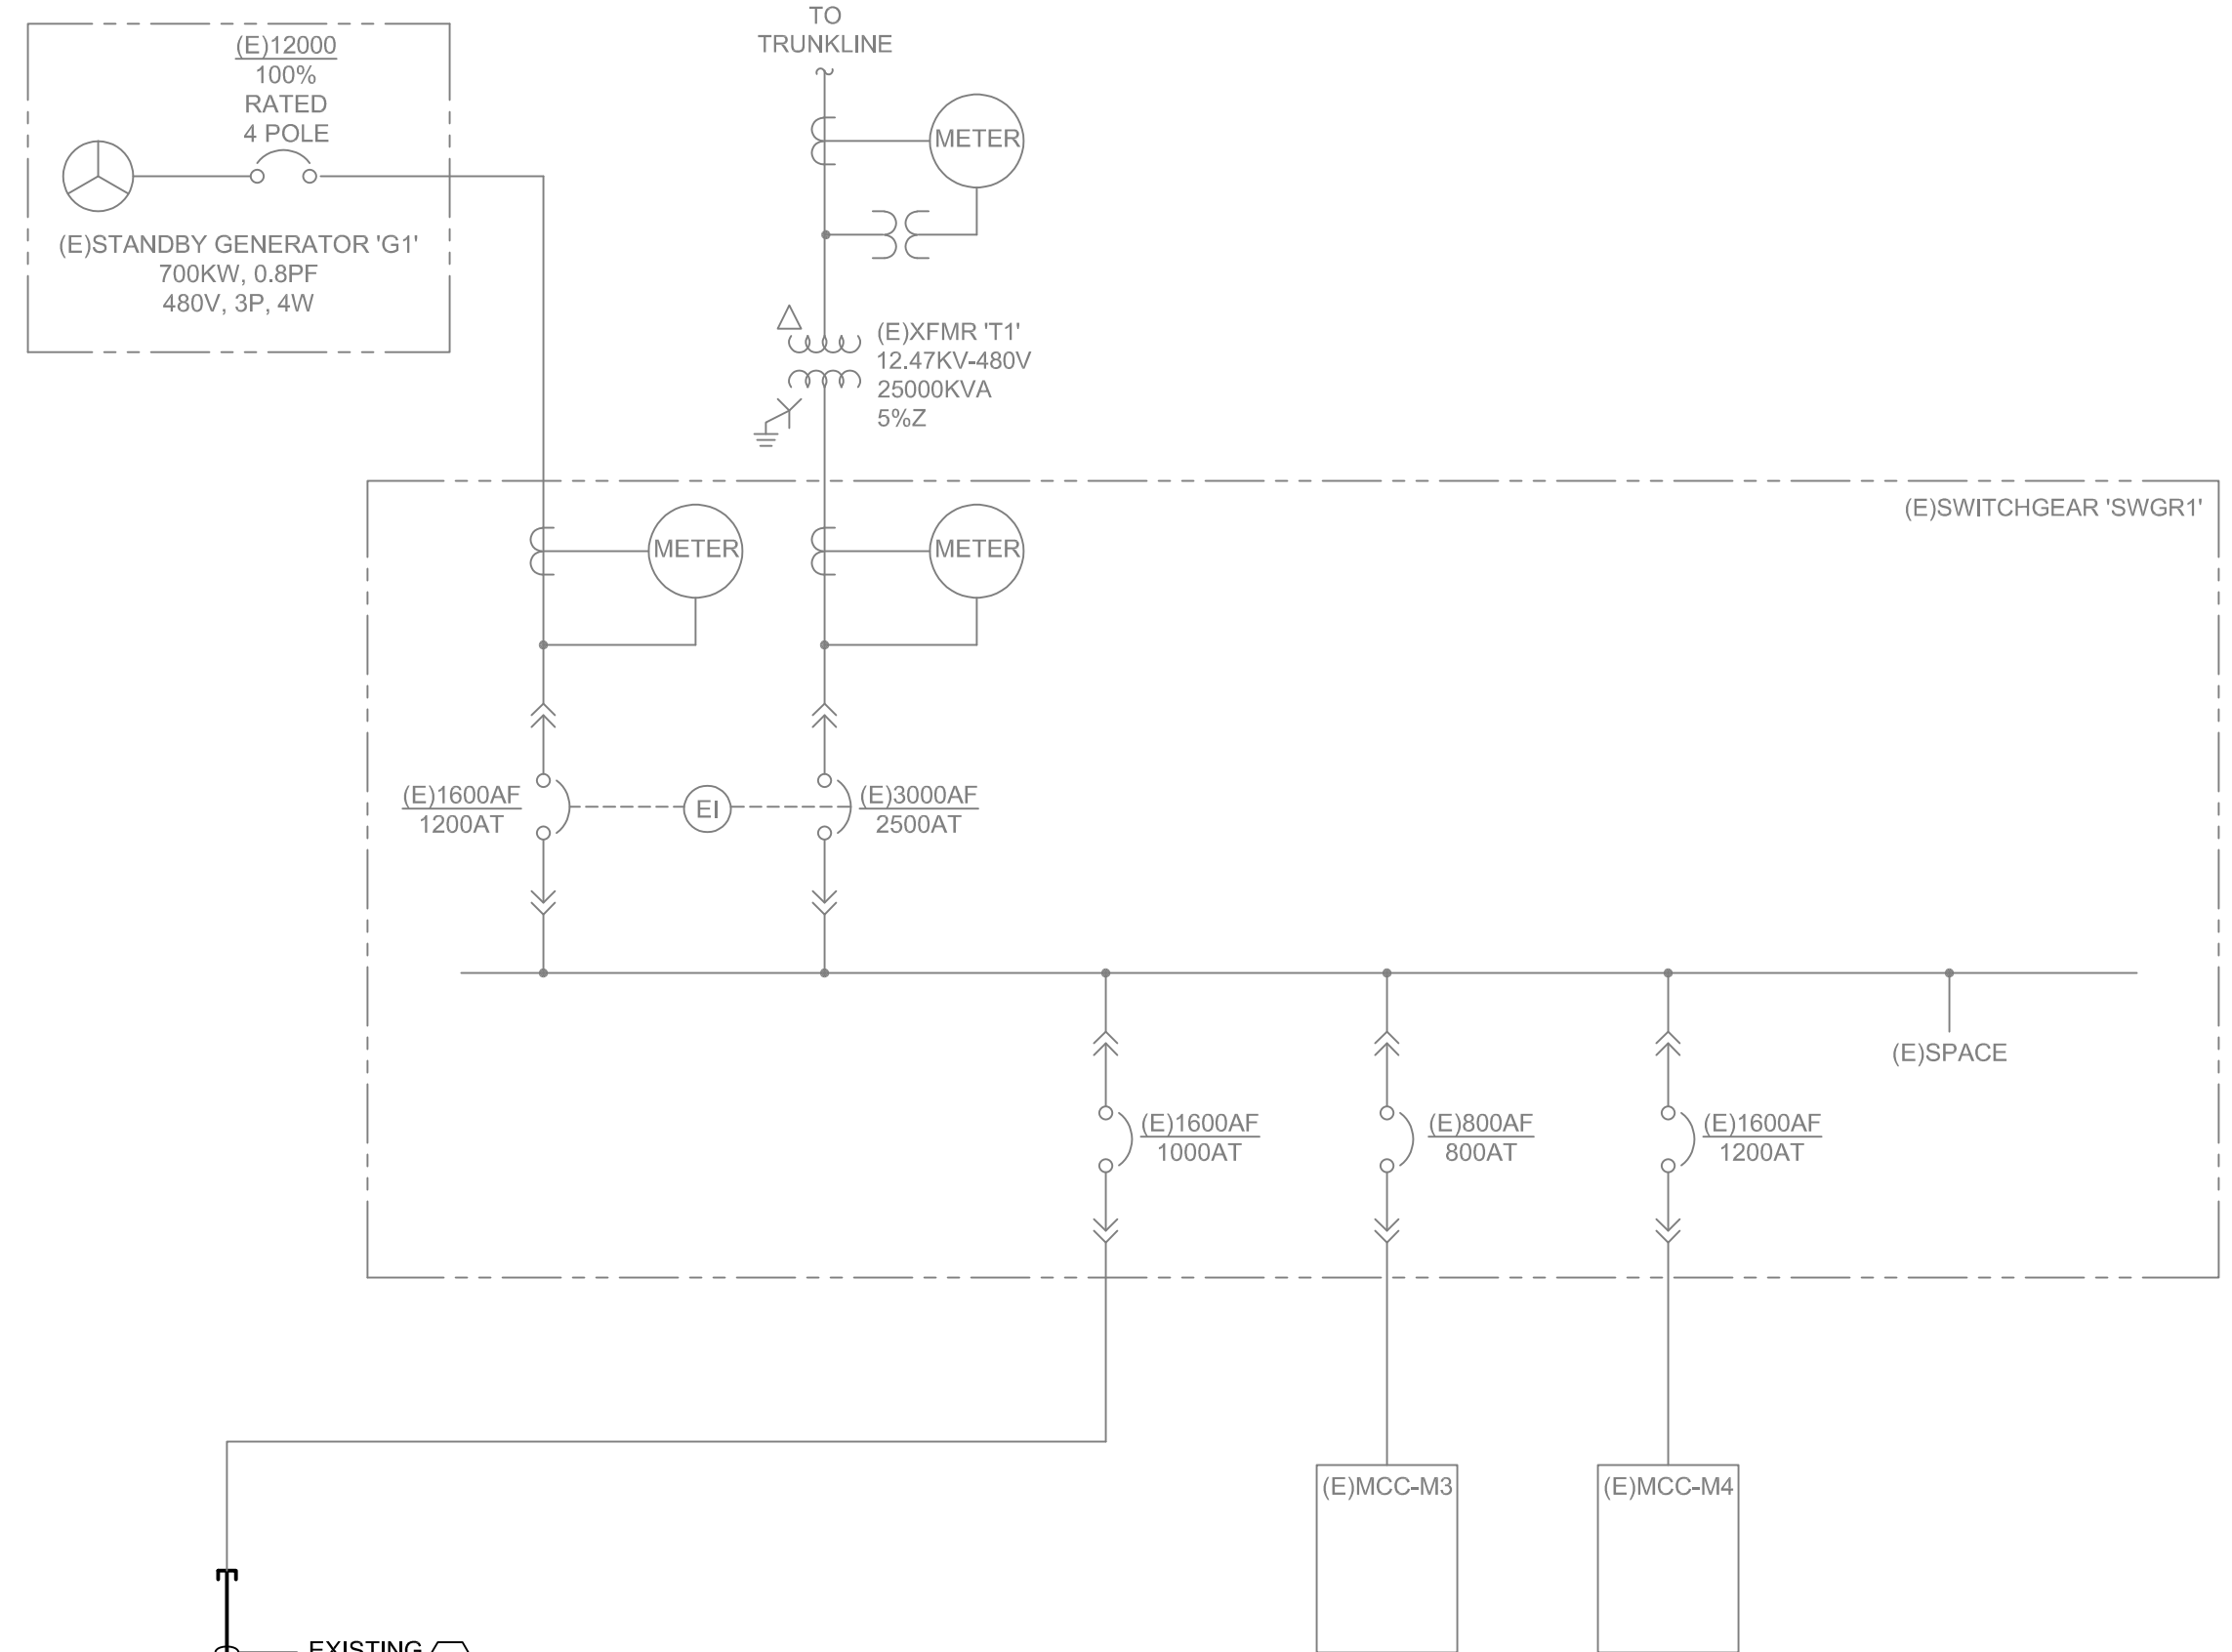 (E)12000
100%
RATED
4 POLE
(E)STANDBY GENERATOR 'G1'
700KW, 0.8PF
480V, 3P, 4W
TO
TRUNKLINE
METER
(E)XFMR 'T1'
12.47KV-480V
25000KVA
5%Z
(E)SWITCHGEAR 'SWGR1'
METER
METER
(E)1600AF
1200AT
EI
(E)3000AF
2500AT
(E)SPACE
(E)1600AF
1000AT
(E)800AF
800AT
(E)1600AF
1200AT
(E)MCC-M3
(E)MCC-M4
EXISTING